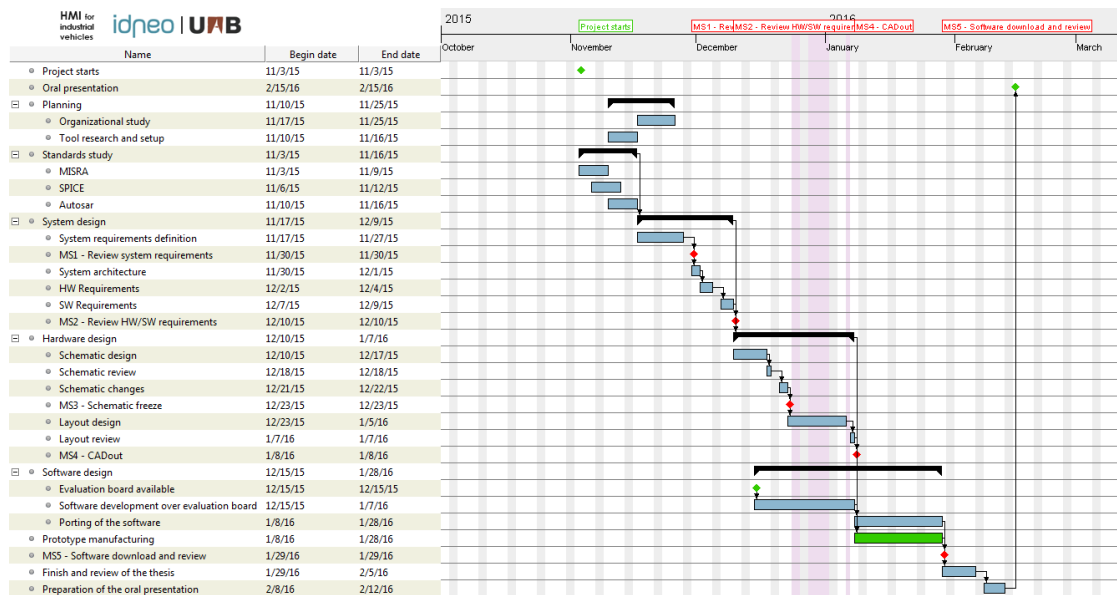 HMI for
industrial
vehicles
idneo | UAB
2015
2016
Project starts
MS1 - Rev
MS2 - Review HW/SW requirem
MS4 - CADout
MS5 - Software download and review
October November December January February March
Name Begin date End date
Project starts 11/3/15 11/3/15
Oral presentation 2/15/16 2/15/16
Planning 11/10/15 11/25/15
Organizational study 11/17/15 11/25/15
Tool research and setup 11/10/15 11/16/15
Standards study 11/3/15 11/16/15
MISRA 11/3/15 11/9/15
SPICE 11/6/15 11/12/15
Autosar 11/10/15 11/16/15
System design 11/17/15 12/9/15
System requirements definition 11/17/15 11/27/15
MS1 - Review system requirements 11/30/15 11/30/15
System architecture 11/30/15 12/1/15
HW Requirements 12/2/15 12/4/15
SW Requirements 12/7/15 12/9/15
MS2 - Review HW/SW requirements 12/10/15 12/10/15
Hardware design 12/10/15 1/7/16
Schematic design 12/10/15 12/17/15
Schematic review 12/18/15 12/18/15
Schematic changes 12/21/15 12/22/15
MS3 - Schematic freeze 12/23/15 12/23/15
Layout design 12/23/15 1/5/16
Layout review 1/7/16 1/7/16
MS4 - CADout 1/8/16 1/8/16
Software design 12/15/15 1/28/16
Evaluation board available 12/15/15 12/15/15
Software development over evaluation board 12/15/15 1/7/16
Porting of the software 1/8/16 1/28/16
Prototype manufacturing 1/8/16 1/28/16
MS5 - Software download and review 1/29/16 1/29/16
Finish and review of the thesis 1/29/16 2/5/16
Preparation of the oral presentation 2/8/16 2/12/16